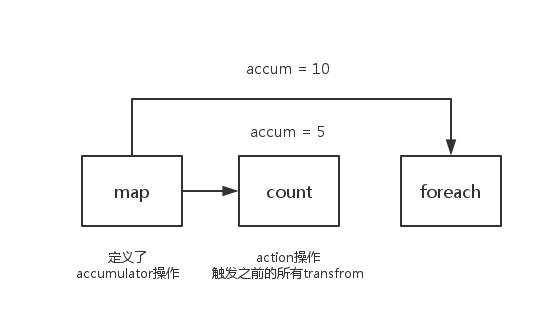 accum = 10
accum = 5
map
count
foreach
定义了
accumulator操作
action操作
触发之前的所有transfrom